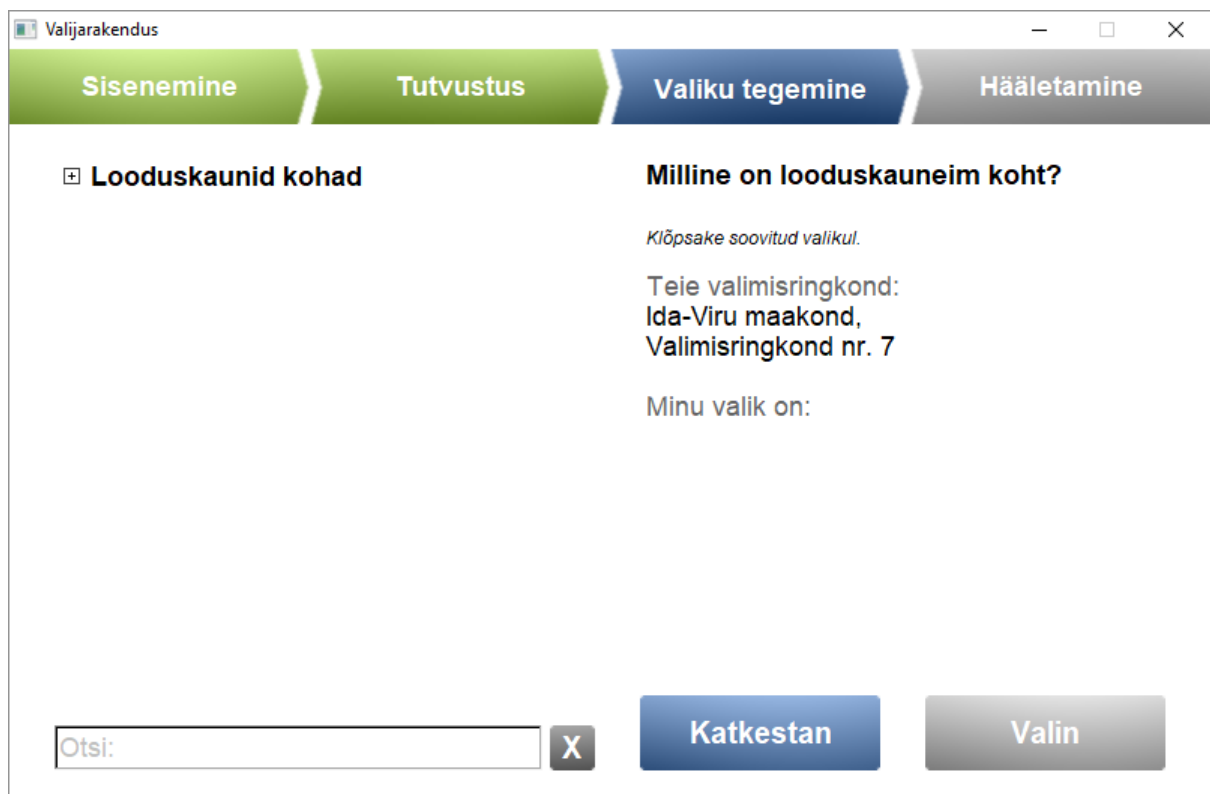 Valijarakendus
Sisenemine
Tutvustus
Valiku tegemine
Hääletamine
Looduskaunid kohad
Milline on looduskauneim koht?
Klõpsake soovitud valikul.
Teie valimisringkond:
Ida-Viru maakond,
Valimisringkond nr. 7
Minu valik on:
Otsi:
X
Katkestan
Valin